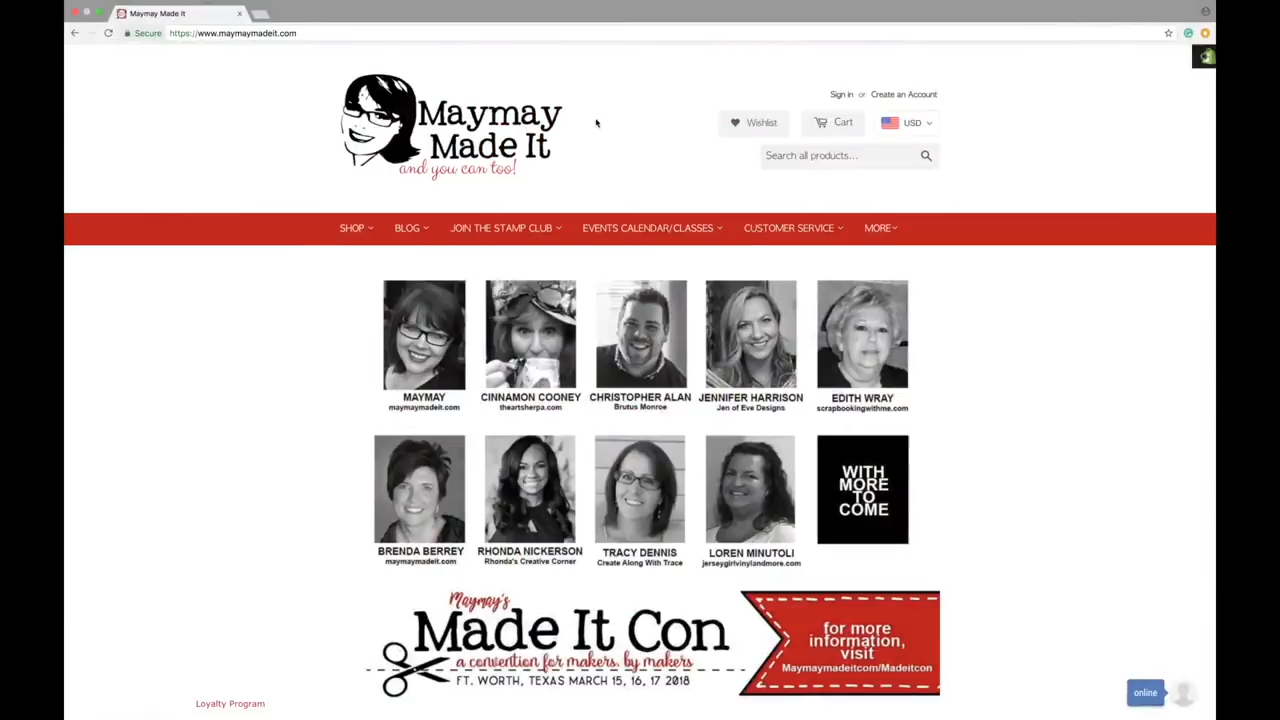 Maymay Made It
Secure https://www.maymaymadeit.com
Maymay
Made It
and you can too!
Sign in or Create an Account
Wishlist
Cart
USD
Search all products...
SHOP
BLOG
JOIN THE STAMP CLUB
EVENTS CALENDAR/CLASSES
CUSTOMER SERVICE
MORE
MAYMAY
maymaymadeit.com
CINNAMON COONEY
theartsherpa.com
CHRISTOPHER ALAN
Brutus Monroe
JENNIFER HARRISON
Jen of Eve Designs
EDITH WRAY
scrapbookingwithme.com
BRENDA BERREY
maymaymadeit.com
RHONDA NICKERSON
Rhonda's Creative Corner
TRACY DENNIS
Create Along With Trace
LOREN MINUTOLI
jerseygirlvinylandmore.com
WITH
MORE
TO
COME
Maymay's
Made It Con
a convention for makers, by makers
FT. WORTH, TEXAS MARCH 15, 16, 17 2018
for more
information,
visit
Maymaymadeitcom/Madeitcon
online
Loyalty Program